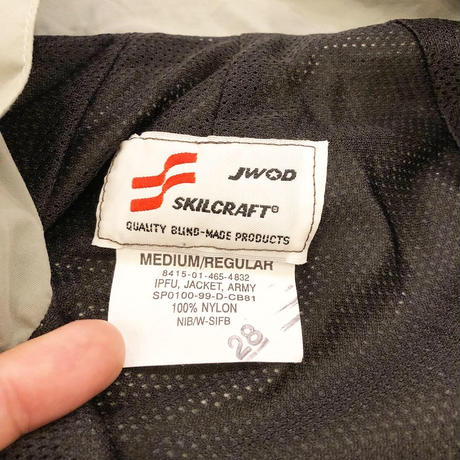 JWOD
SKILCRAFT®
QUALITY BLIND-MADE PRODUCTS
MEDIUM/REGULAR
8415-01-465-4832
IPFU, JACKET, ARMY
SP0100-99-D-CB81
100% NYLON
NIB/W-SIFB
28